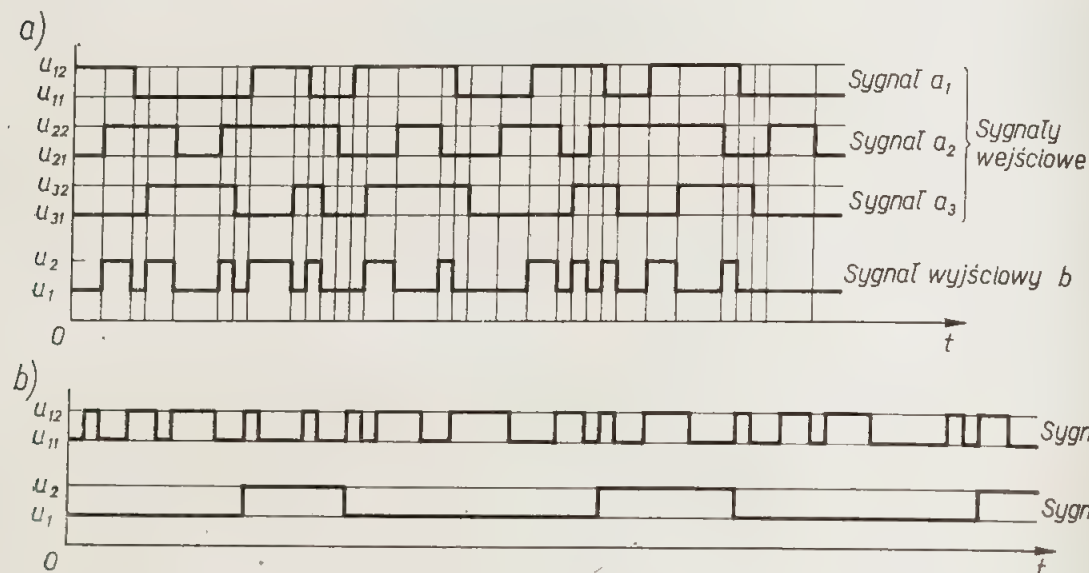 a)
u₁₂
u₁₁
Sygnał a₁
u₂₂
u₂₁
Sygnał a₂
Sygnały
wejściowe
u₃₂
u₃₁
Sygnał a₃
u₂
u₁
Sygnał wyjściowy b
0
t
b)
u₁₂
u₁₁
Sygn
u₂
u₁
Sygn
0
t